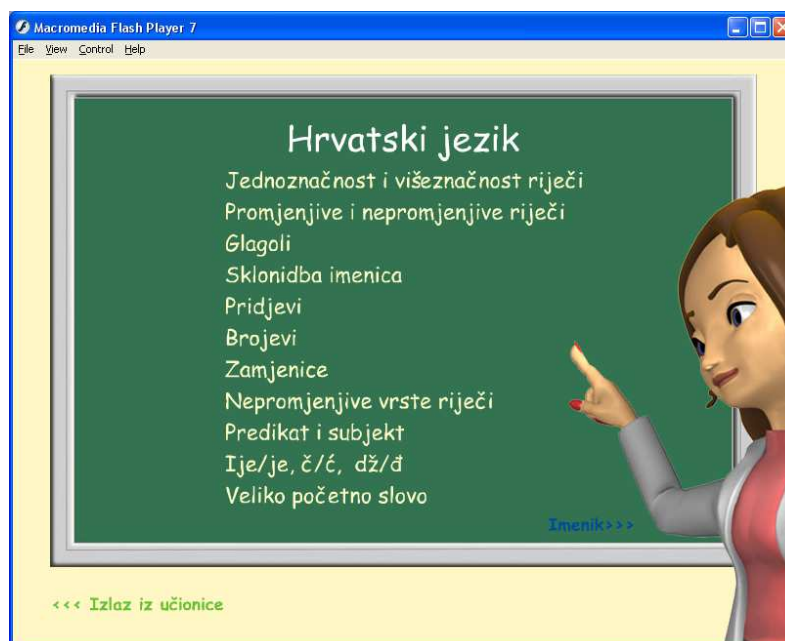 Macromedia Flash Player 7
File View Control Help
Hrvatski jezik
Jednoznačnost i višeznačnost riječi
Promjenjive i nepromjenjive riječi
Glagoli
Sklonidba imenica
Pridjevi
Brojevi
Zamjenice
Nepromjenjive vrste riječi
Predikat i subjekt
Ije/je, č/ć, dž/đ
Veliko početno slovo
Imenik>>>
<<< Izlaz iz učionice